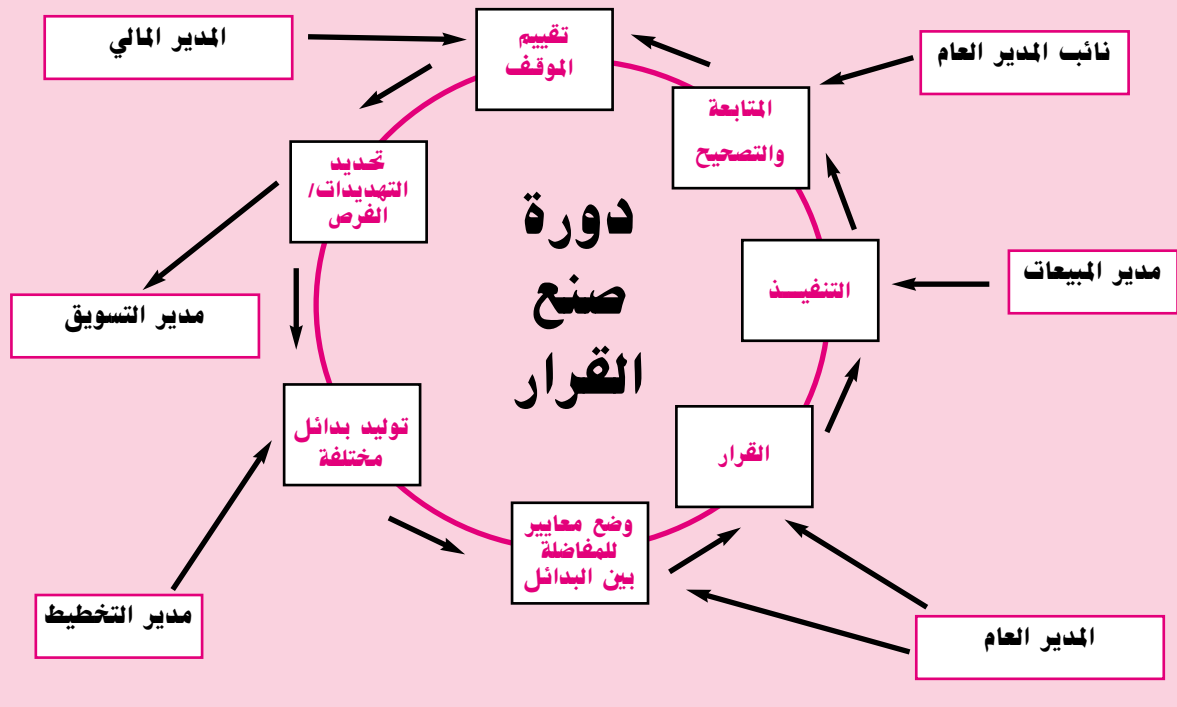 تقييم
الموقف
المدير المالي
نائب المدير العام
المتابعة
والتصحيح
تحديد
التهديدات/
الفرص
دورة
صنع
القرار
مدير المبيعات
التنفيـــذ
مدير التسويق
توليد بدائل
مختلفة
القرار
وضع معايير
للمفاضلة
بين البدائل
مدير التخطيط
المدير العام